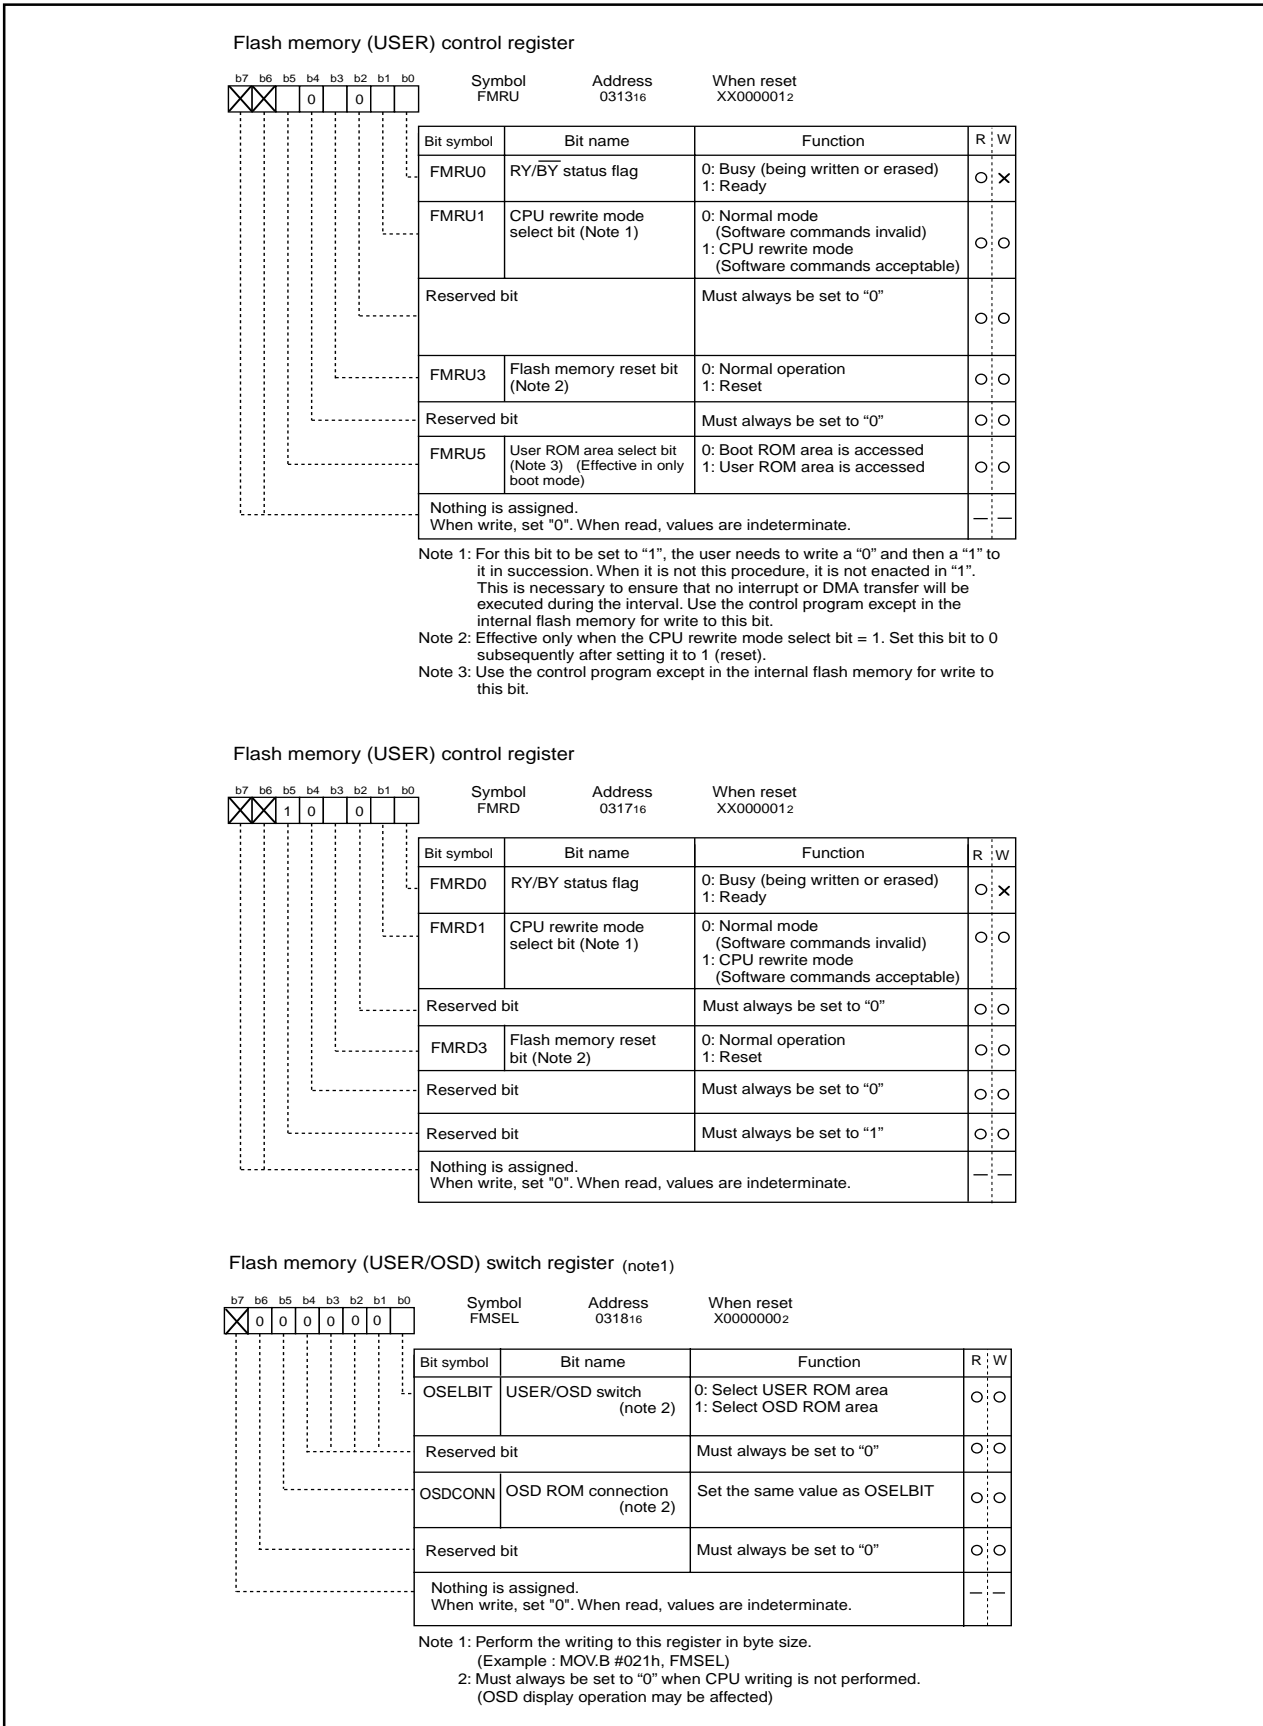 Flash memory (USER) control register
b7 b6 b5 b4 b3 b2 b1 b0
0 0
Symbol Address When reset
FMRU 031316 XX0000012
Bit symbol Bit name Function R W
FMRU0 RY/BY status flag 0: Busy (being written or erased)
1: Ready
FMRU1 CPU rewrite mode 0: Normal mode
select bit (Note 1) (Software commands invalid)
1: CPU rewrite mode
(Software commands acceptable)
Reserved bit Must always be set to “0”
FMRU3 Flash memory reset bit 0: Normal operation
(Note 2) 1: Reset
Reserved bit Must always be set to “0”
FMRU5 User ROM area select bit 0: Boot ROM area is accessed
(Note 3) (Effective in only 1: User ROM area is accessed
boot mode)
Nothing is assigned.
When write, set "0". When read, values are indeterminate.
Note 1: For this bit to be set to “1”, the user needs to write a “0” and then a “1” to
it in succession. When it is not this procedure, it is not enacted in “1”.
This is necessary to ensure that no interrupt or DMA transfer will be
executed during the interval. Use the control program except in the
internal flash memory for write to this bit.
Note 2: Effective only when the CPU rewrite mode select bit = 1. Set this bit to 0
subsequently after setting it to 1 (reset).
Note 3: Use the control program except in the internal flash memory for write to
this bit.
Flash memory (USER) control register
b7 b6 b5 b4 b3 b2 b1 b0
1 0 0
Symbol Address When reset
FMRD 031716 XX0000012
Bit symbol Bit name Function R W
FMRD0 RY/BY status flag 0: Busy (being written or erased)
1: Ready
FMRD1 CPU rewrite mode 0: Normal mode
select bit (Note 1) (Software commands invalid)
1: CPU rewrite mode
(Software commands acceptable)
Reserved bit Must always be set to “0”
FMRD3 Flash memory reset 0: Normal operation
bit (Note 2) 1: Reset
Reserved bit Must always be set to “0”
Reserved bit Must always be set to “1”
Nothing is assigned.
When write, set "0". When read, values are indeterminate.
Flash memory (USER/OSD) switch register (note1)
b7 b6 b5 b4 b3 b2 b1 b0
0 0 0 0 0 0
Symbol Address When reset
FMSEL 031816 X00000002
Bit symbol Bit name Function R W
OSELBIT USER/OSD switch 0: Select USER ROM area
(note 2) 1: Select OSD ROM area
Reserved bit Must always be set to “0”
OSDCONN OSD ROM connection Set the same value as OSELBIT
(note 2)
Reserved bit Must always be set to “0”
Nothing is assigned.
When write, set "0". When read, values are indeterminate.
Note 1: Perform the writing to this register in byte size.
(Example : MOV.B #021h, FMSEL)
2: Must always be set to “0” when CPU writing is not performed.
(OSD display operation may be affected)